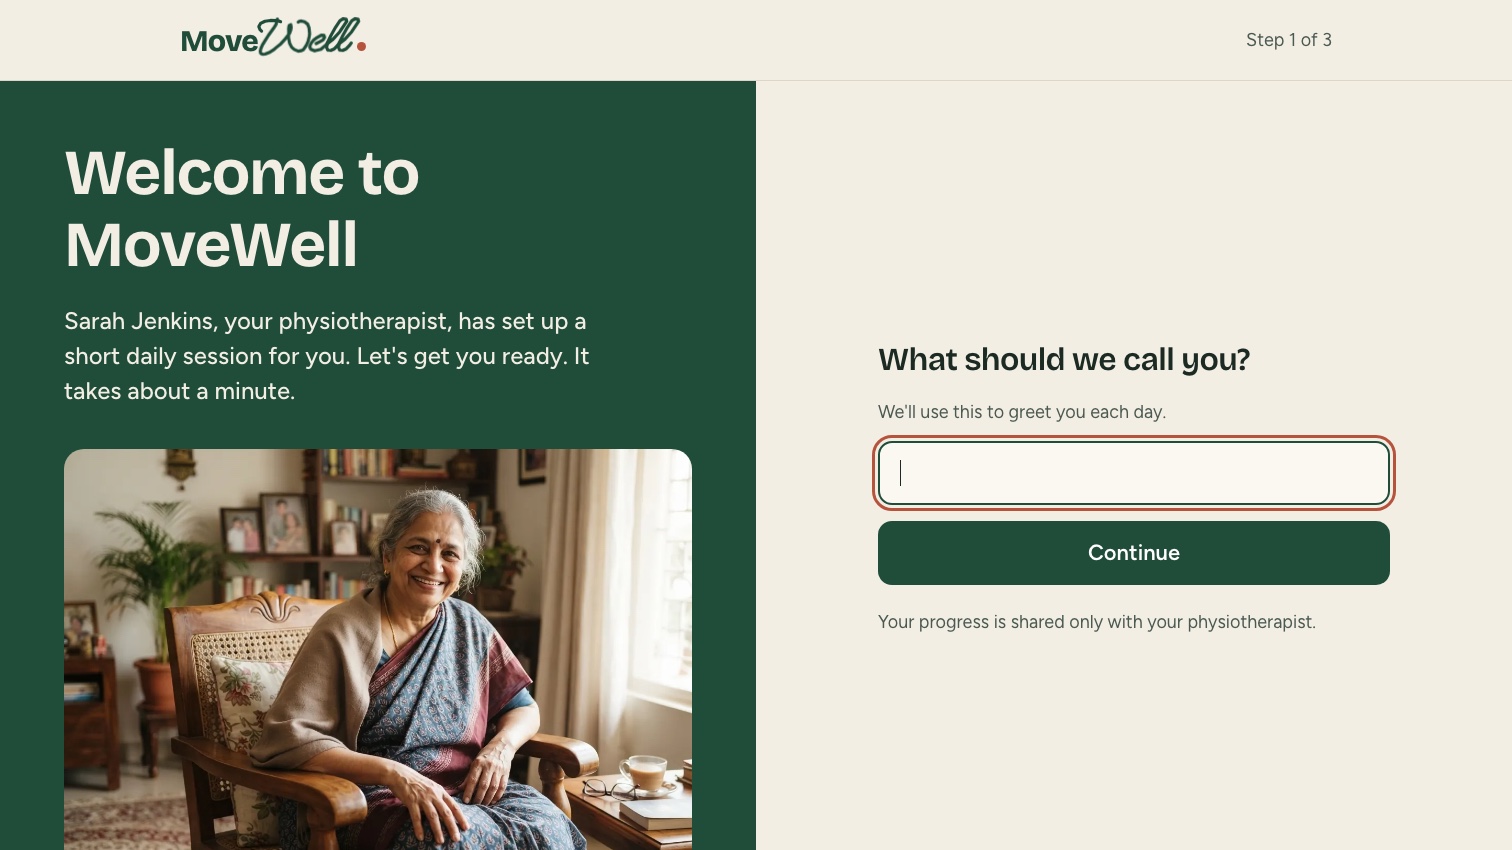 MoveWell.
Step 1 of 3
Welcome to
MoveWell
Sarah Jenkins, your physiotherapist, has set up a
short daily session for you. Let's get you ready. It
takes about a minute.
What should we call you?
We'll use this to greet you each day.
Continue
Your progress is shared only with your physiotherapist.